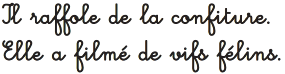 Il raffole de la confiture.
Elle a filmé de vifs félins.